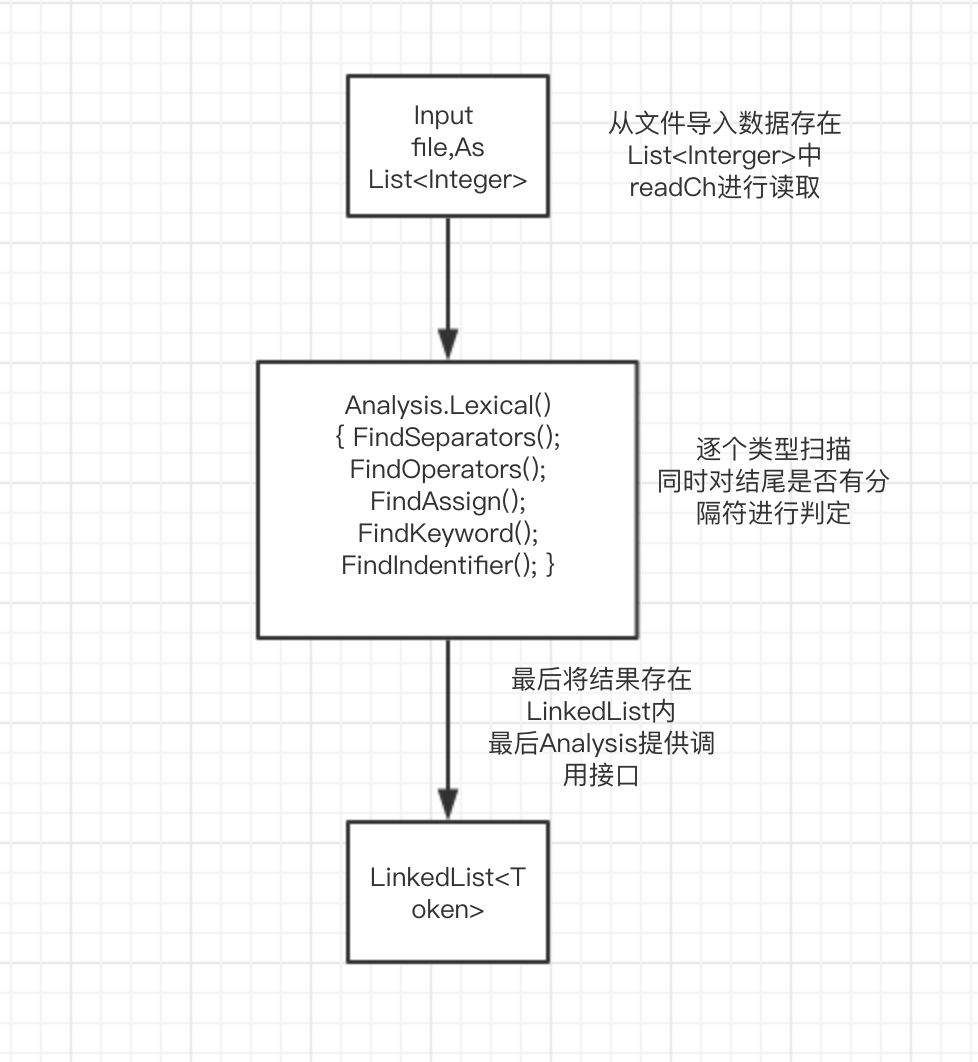 Input
file,As
List<Integer>
从文件导入数据存在
List<Interger>中
readCh进行读取
Analysis.Lexical()
{ FindSeparators();
FindOperators();
FindAssign();
FindKeyword();
FindIndentifier(); }
逐个类型扫描
同时对结尾是否有分
隔符进行判定
最后将结果存在
LinkedList内
最后Analysis提供调
用接口
LinkedList<T
oken>